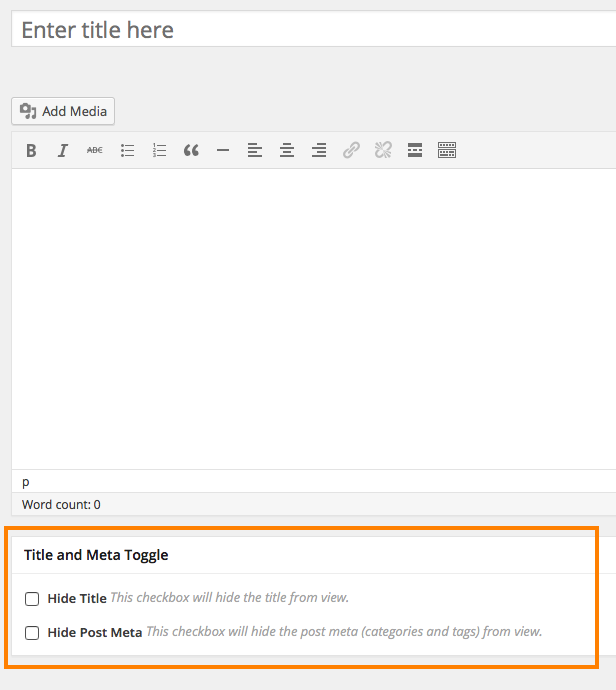 Enter title here
Add Media
B I ABC
p
Word count: 0
Title and Meta Toggle
Hide Title This checkbox will hide the title from view.
Hide Post Meta This checkbox will hide the post meta (categories and tags) from view.